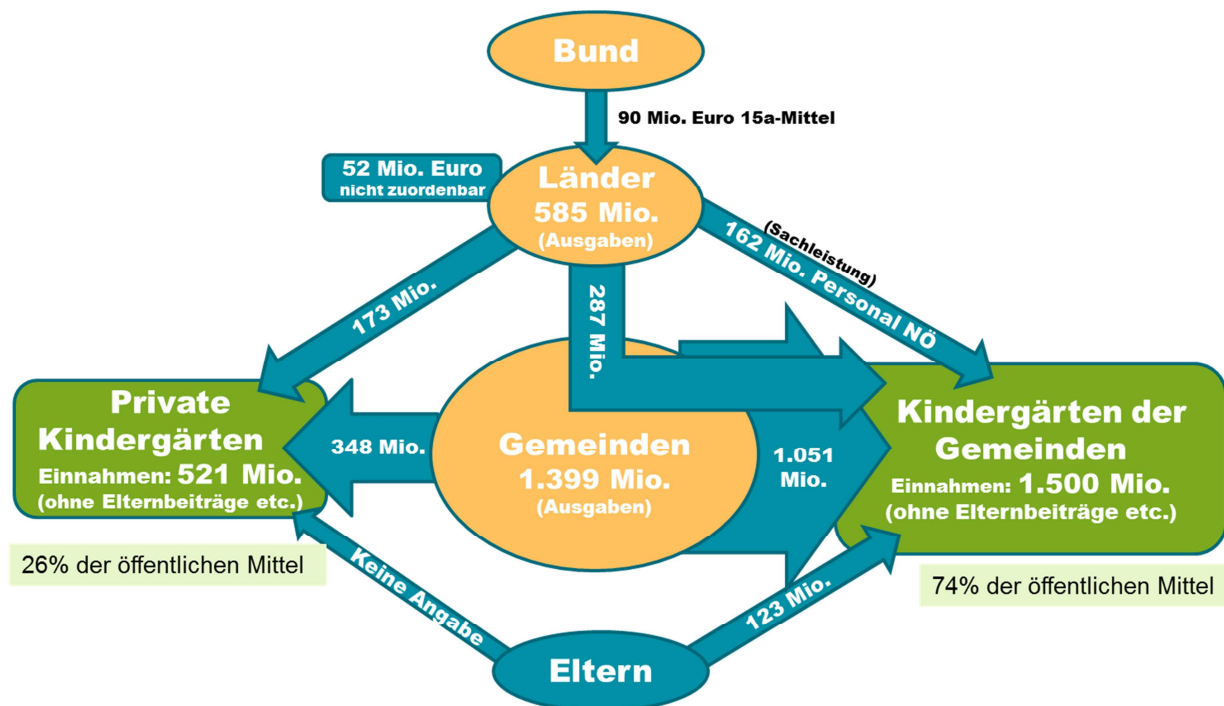 Bund
90 Mio. Euro 15a-Mittel
52 Mio. Euro
nicht zuordenbar
Länder
585 Mio.
(Ausgaben)
(Sachleistung)
162 Mio. Personal NÖ
173 Mio.
287 Mio.
Private
Kindergärten
Einnahmen: 521 Mio.
(ohne Elternbeiträge etc.)
348 Mio.
Gemeinden
1.399 Mio.
(Ausgaben)
1.051
Mio.
Kindergärten der
Gemeinden
Einnahmen: 1.500 Mio.
(ohne Elternbeiträge etc.)
26% der öffentlichen Mittel
74% der öffentlichen Mittel
Keine Angabe
123 Mio.
Eltern